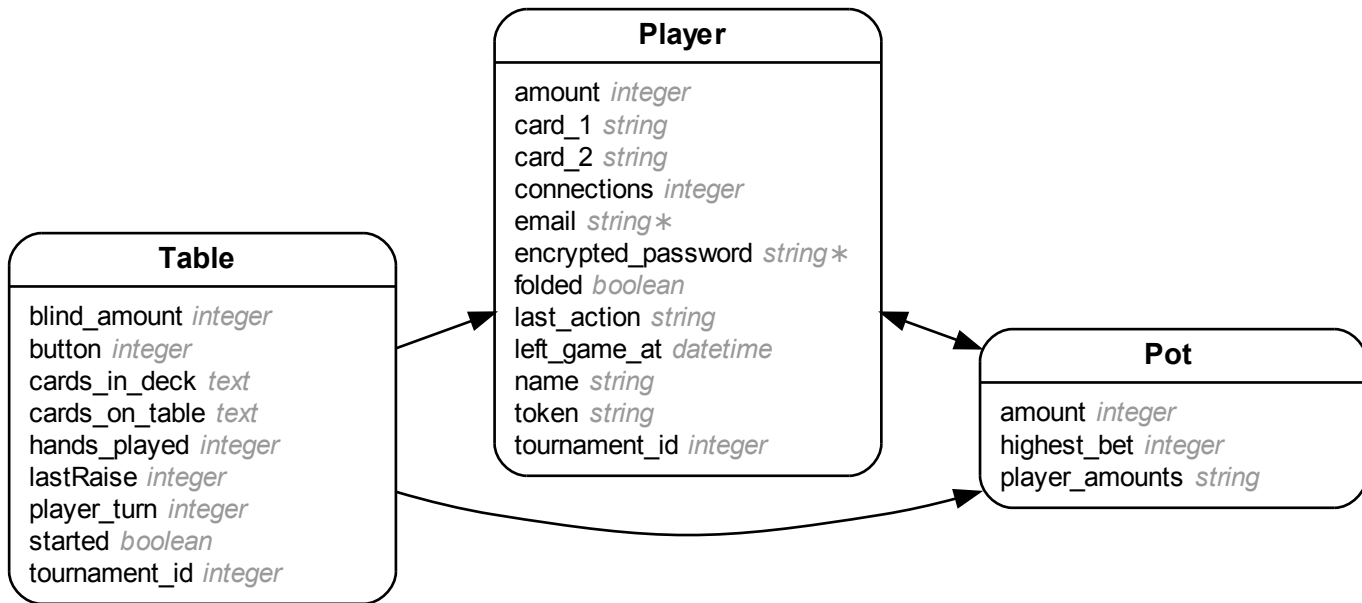 Player
amount integer
card_1 string
card_2 string
connections integer
email string∗
encrypted_password string∗
folded boolean
last_action string
left_game_at datetime
name string
token string
tournament_id integer
Table
blind_amount integer
button integer
cards_in_deck text
cards_on_table text
hands_played integer
lastRaise integer
player_turn integer
started boolean
tournament_id integer
Pot
amount integer
highest_bet integer
player_amounts string